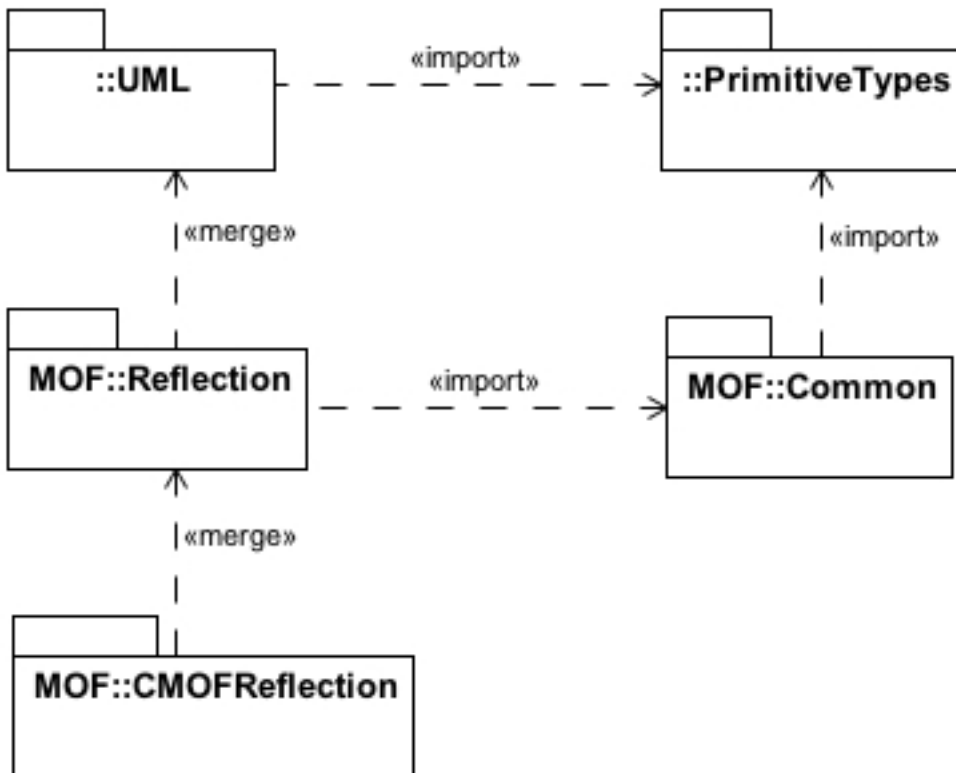 «import»
::UML
::PrimitiveTypes
«merge»
«import»
MOF::Reflection
«import»
MOF::Common
«merge»
MOF::CMOFReflection